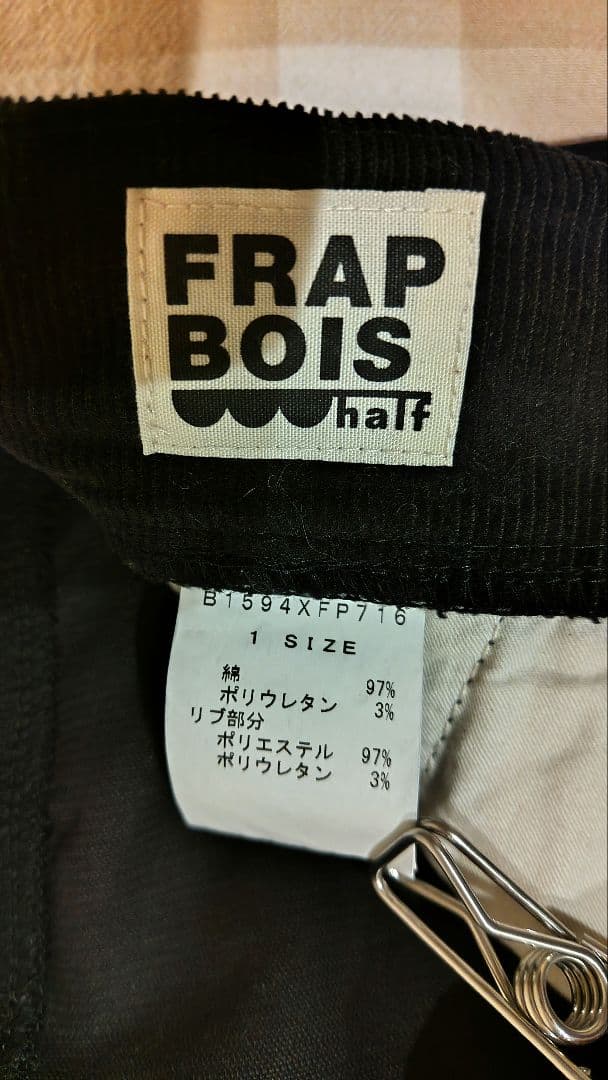 FRAP
BOIS
half
B1594XFP716
1 SIZE
綿 97%
ポリウレタン 3%
リブ部分
ポリエステル 97%
ポリウレタン 3%